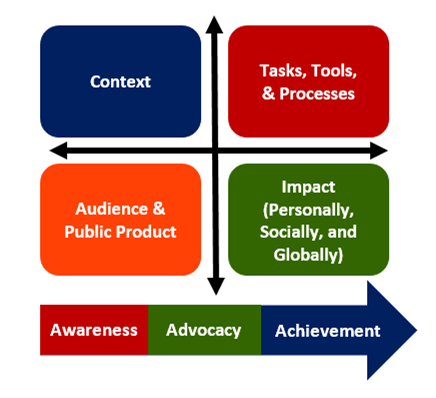 Context
Tasks, Tools,
& Processes
Audience &
Public Product
Impact
(Personally,
Socially, and
Globally)
Awareness
Advocacy
Achievement